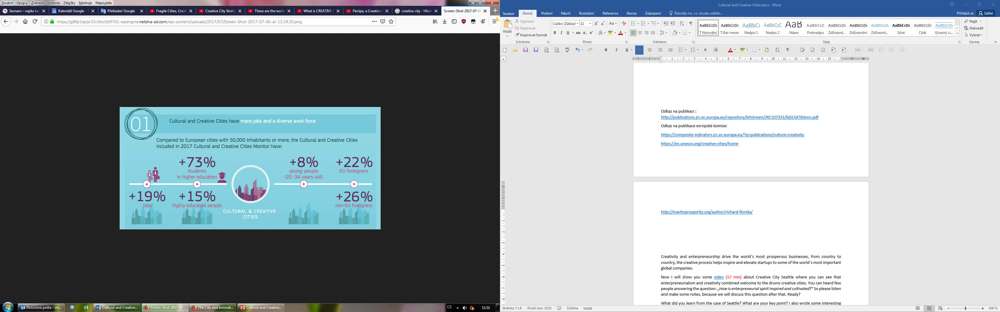 Soubor Úpravy Zobrazit Historie Záložky Nástroje Nápověda
Seznam – najdu tam
Kalendář Google - T
Překladač Google
Fragile Cities, Creati
Creative City Strateg
These are the world
What is CREATIVE C
Floripa, a Creative C
creative city - Hleda
Screen-Shot-2017-07-06
https://g8fip1kplyr33r3krz5b97d1-wpengine.netdna-ssl.com/wp-content/uploads/2017/07/Screen-Shot-2017-07-06-at-13.39.30.png
01
Cultural and Creative Cities have more jobs and a diverse work force
Compared to European cities with 50,000 inhabitants or more, the Cultural and Creative Cities
included in 2017 Cultural and Creative Cities Monitor have:
+73%
students
in higher education
+8%
young people
(20-34 years old)
+22%
EU foreigners
+19%
jobs
+15%
highly educated people
+26%
non-EU foreigners
CULTURAL & CREATIVE
CITIES
Doručená pošta – vsi...
Cultural and Creative...
Screen-Shot-2017-07...
The City and Innovat...
Cultural and Creative...
CS
11:51
Cultural and Creative Cities.docx - Word
Soubor Domů Vložení Návrh Rozložení Reference Revize Zobrazení Řekněte mi, co chcete udělat...
Přihlásit se Sdílet
Vložit
Vyjmout
Kopírovat
Kopírovat formát
Schránka
Calibri (Základ 11
Písmo
Odstavec
¶ Normální ¶ Bez mezer Nadpis 1 Nadpis 2 Název Podnadpis Zdůrazně... Zdůraznění Zdůrazně... Silné Citát Výrazný ci...
Styly
Najít
Nahradit
Vybrat
Úpravy
Odkaz na publikaci :
http://publications.jrc.ec.europa.eu/repository/bitstream/JRC107331/kj0218783enn.pdf
Odkaz na publikace evropské komise:
https://composite-indicators.jrc.ec.europa.eu/?q=publications/culture-creativity
https://en.unesco.org/creative-cities/home
http://martinprosperity.org/author/richard-florida/
Creativity and enterpreneurship drive the world´s most prosperous businesses, from country to
country, the creative process helps inspire and elevate startups to some of the world´s most important
global companies.
Now I will show you some video (17 min) about Creative City Seattle where you can see that
enterpreneurialism and creativity combined welcome to the drums creative cities. You can heard few
people answering the question: „How is enterpreneurial spirit inspired and cultivated?“ So please listen
and make some notes, because we will discuss this question after that. Ready?
What did you learn from the case of Seattle? What are your key point? I also wrote some interesting
Stránka 7 z 8 Počet slov: 2155 Čeština Vložit
100 %